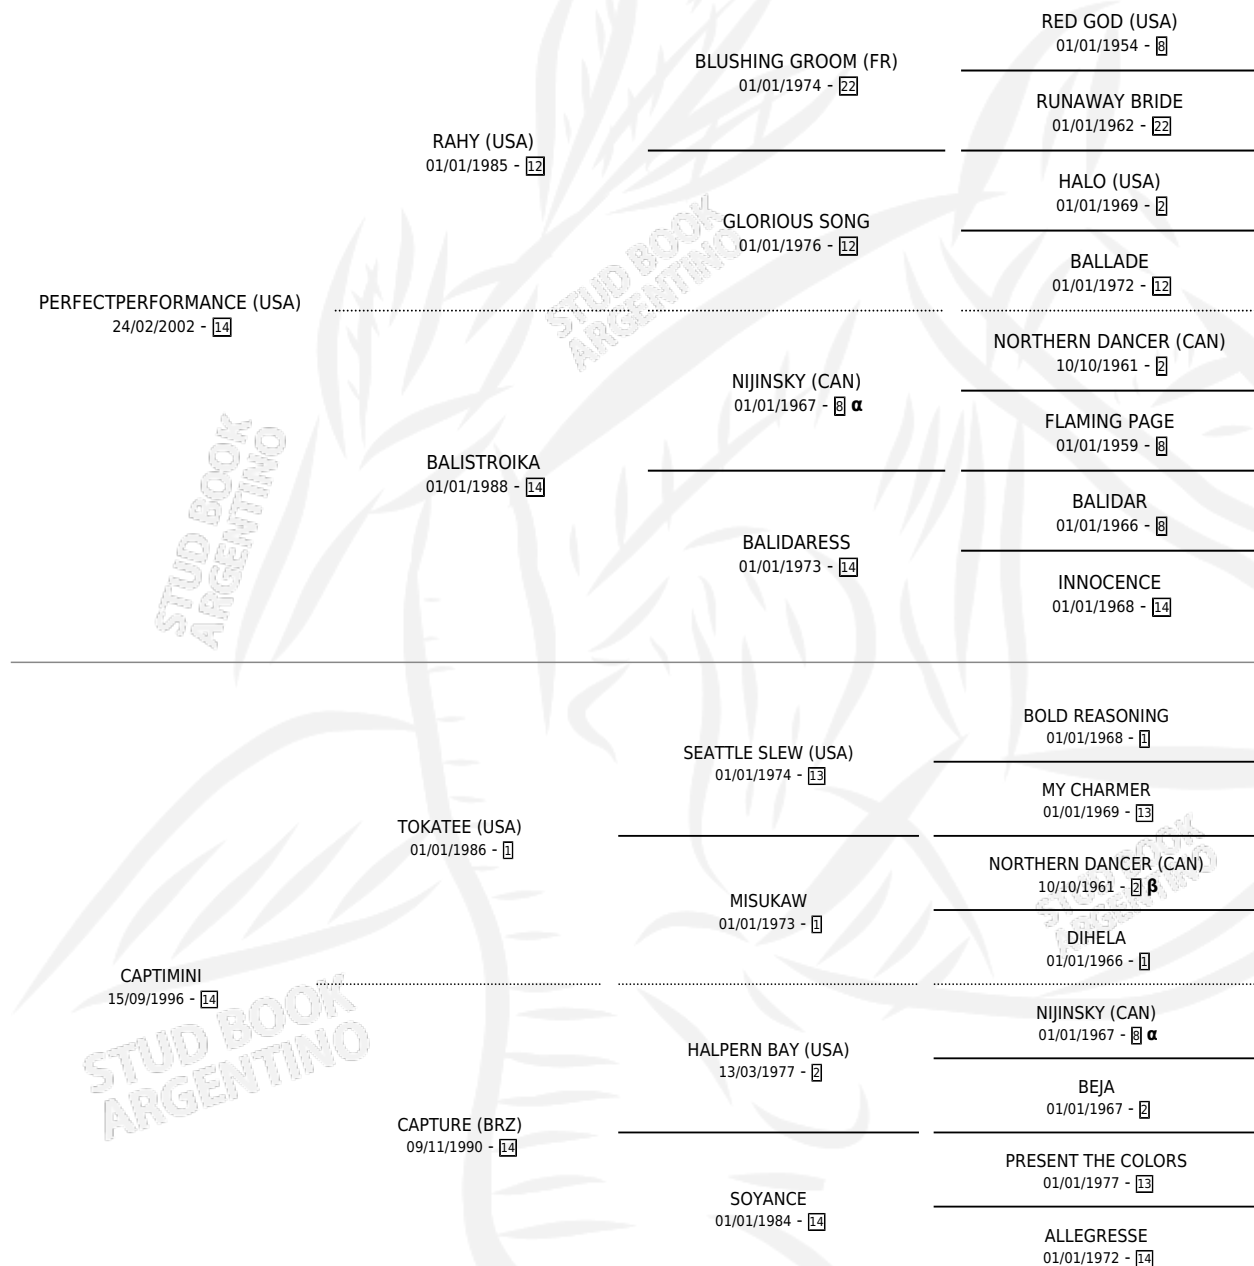 RED GOD (USA)
01/01/1954 - 8
BLUSHING GROOM (FR)
01/01/1974 - 22
RUNAWAY BRIDE
01/01/1962 - 22
RAHY (USA)
01/01/1985 - 12
HALO (USA)
01/01/1969 - 2
GLORIOUS SONG
01/01/1976 - 12
BALLADE
01/01/1972 - 12
PERFECTPERFORMANCE (USA)
24/02/2002 - 14
NORTHERN DANCER (CAN)
10/10/1961 - 2
NIJINSKY (CAN)
01/01/1967 - 8 α
FLAMING PAGE
01/01/1959 - 8
BALISTROIKA
01/01/1988 - 14
BALIDAR
01/01/1966 - 8
BALIDARESS
01/01/1973 - 14
INNOCENCE
01/01/1968 - 14
BOLD REASONING
01/01/1968 - 1
SEATTLE SLEW (USA)
01/01/1974 - 13
MY CHARMER
01/01/1969 - 13
TOKATEE (USA)
01/01/1986 - 1
NORTHERN DANCER (CAN)
10/10/1961 - 2 β
MISUKAW
01/01/1973 - 1
DIHELA
01/01/1966 - 1
CAPTIMINI
15/09/1996 - 14
NIJINSKY (CAN)
01/01/1967 - 8 α
HALPERN BAY (USA)
13/03/1977 - 2
BEJA
01/01/1967 - 2
CAPTURE (BRZ)
09/11/1990 - 14
PRESENT THE COLORS
01/01/1977 - 13
SOYANCE
01/01/1984 - 14
ALLEGRESSE
01/01/1972 - 14
STUD BOOK
ARGENTINO
STUD BOOK
ARGENTINO
STUD BOOK
ARGENTINO
STUD BOOK
ARGENTINO